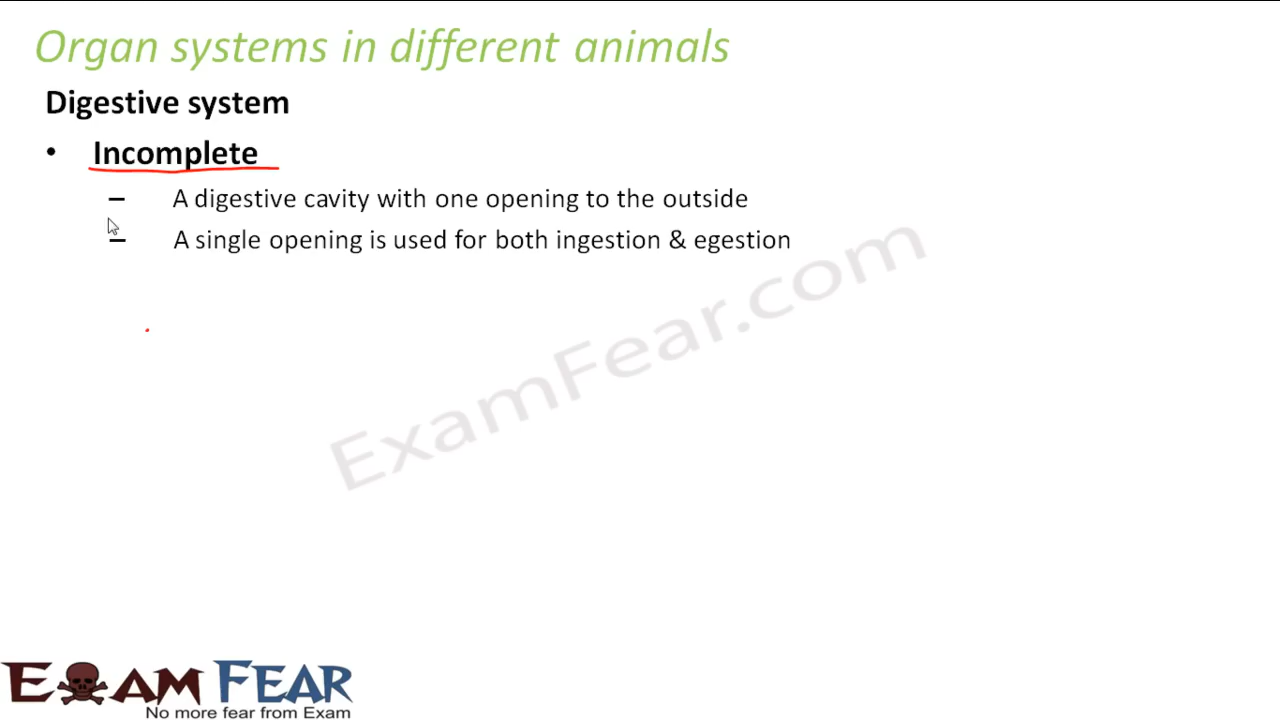 Organ systems in different animals
Digestive system
• Incomplete
– A digestive cavity with one opening to the outside
– A single opening is used for both ingestion & egestion
ExamFear.com
EXAM FEAR
No more fear from Exam